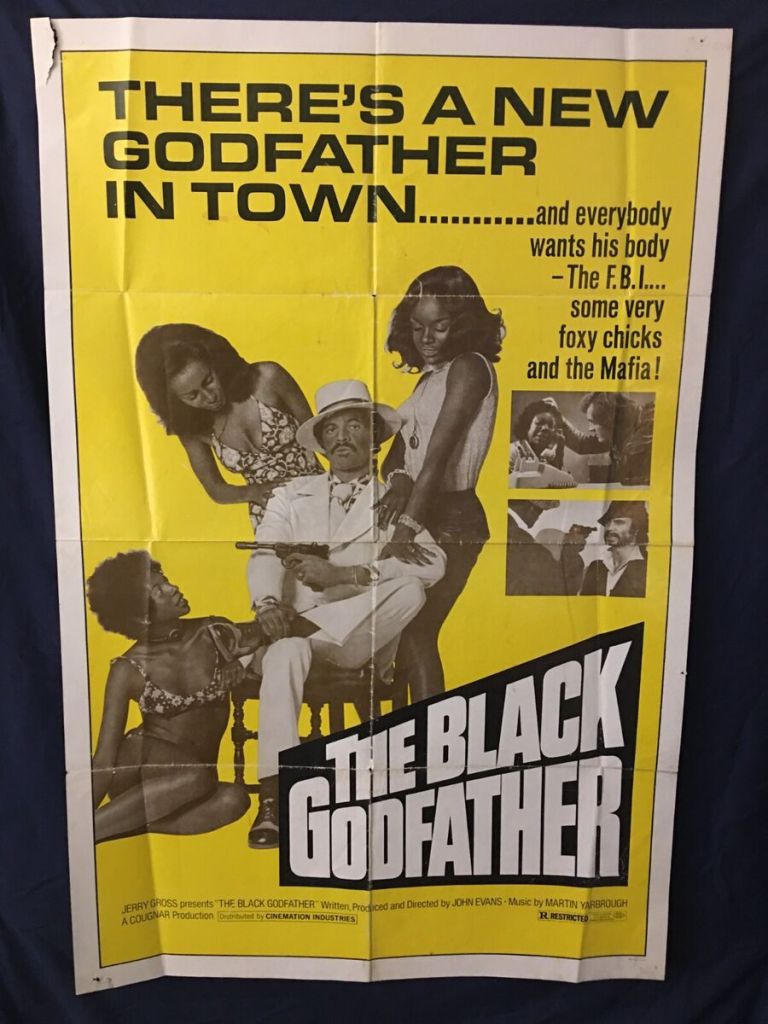 THERE'S A NEW
GODFATHER
IN TOWN...........and everybody
wants his body
– The F.B.I....
some very
foxy chicks
and the Mafia!
THE BLACK
GODFATHER
JERRY GROSS presents "THE BLACK GODFATHER" Written, Produced and Directed by JOHN EVANS · Music by MARTIN YARBROUGH
A COUGNAR Production Distributed by CINEMATION INDUSTRIES
R RESTRICTED